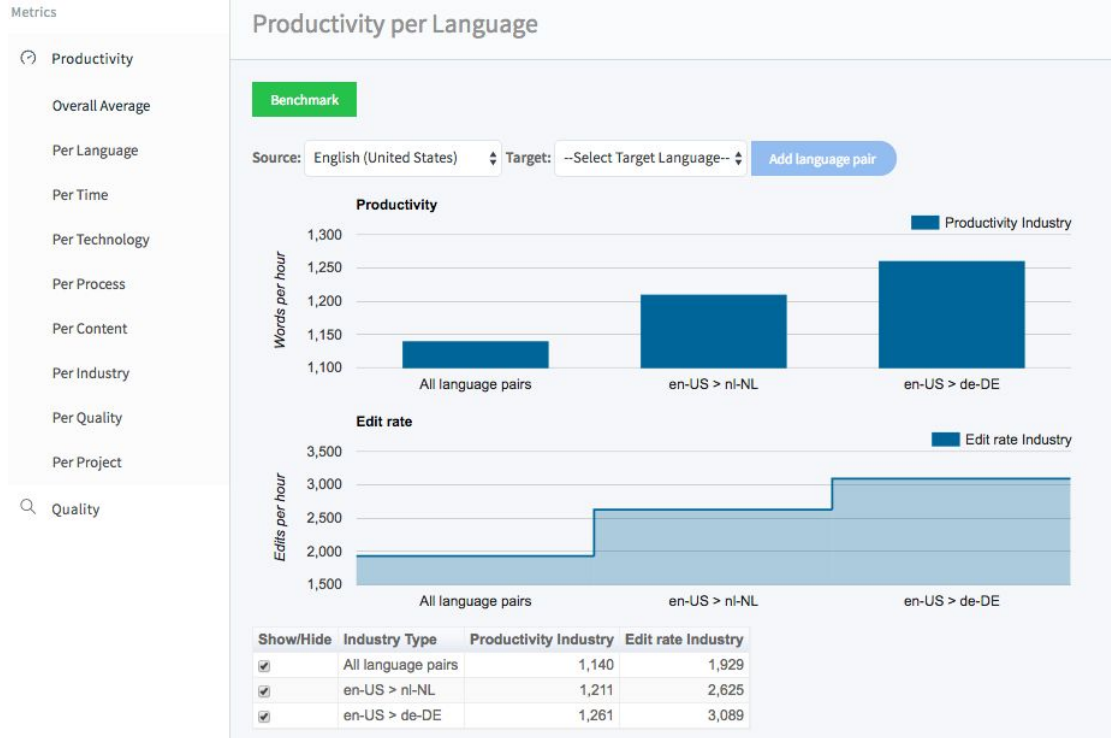 Metrics
Productivity
Overall Average
Per Language
Per Time
Per Technology
Per Process
Per Content
Per Industry
Per Quality
Per Project
Quality
Productivity per Language
Benchmark
Source: English (United States) Target: --Select Target Language-- Add language pair
Productivity
Productivity Industry
Words per hour
1,300
1,250
1,200
1,150
1,100
All language pairs en-US > nl-NL en-US > de-DE
Edit rate
Edit rate Industry
Edits per hour
3,500
3,000
2,500
2,000
1,500
All language pairs en-US > nl-NL en-US > de-DE
Show/Hide Industry Type Productivity Industry Edit rate Industry
All language pairs 1,140 1,929
en-US > nl-NL 1,211 2,625
en-US > de-DE 1,261 3,089